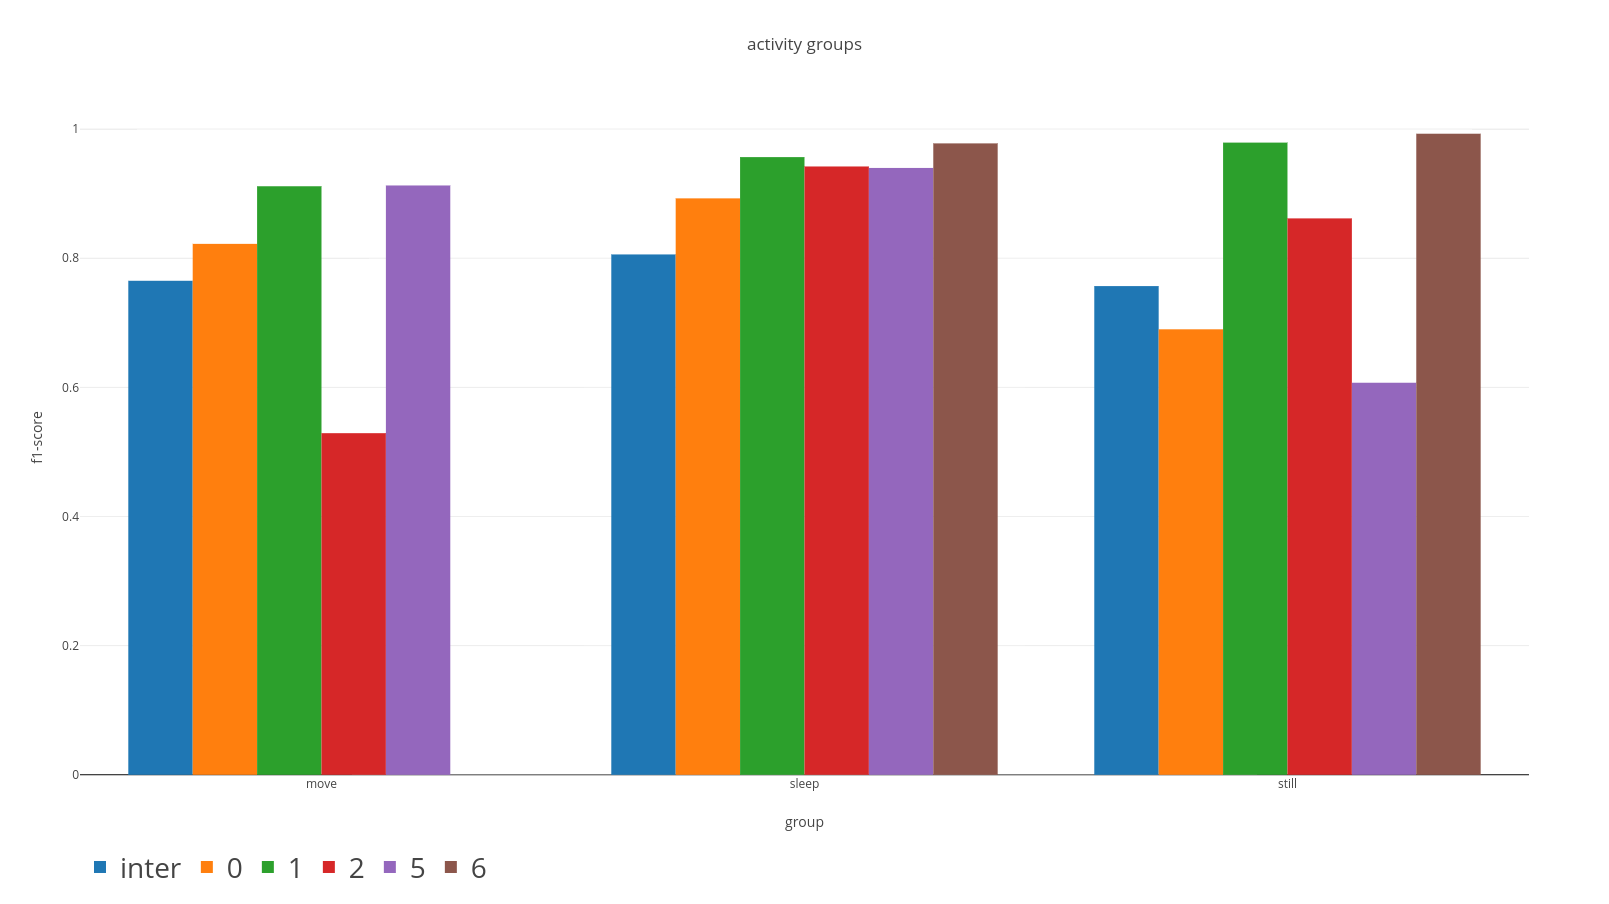 activity groups
1
0.8
0.6
0.4
0.2
0
f1-score
move sleep still
group
inter 0 1 2 5 6